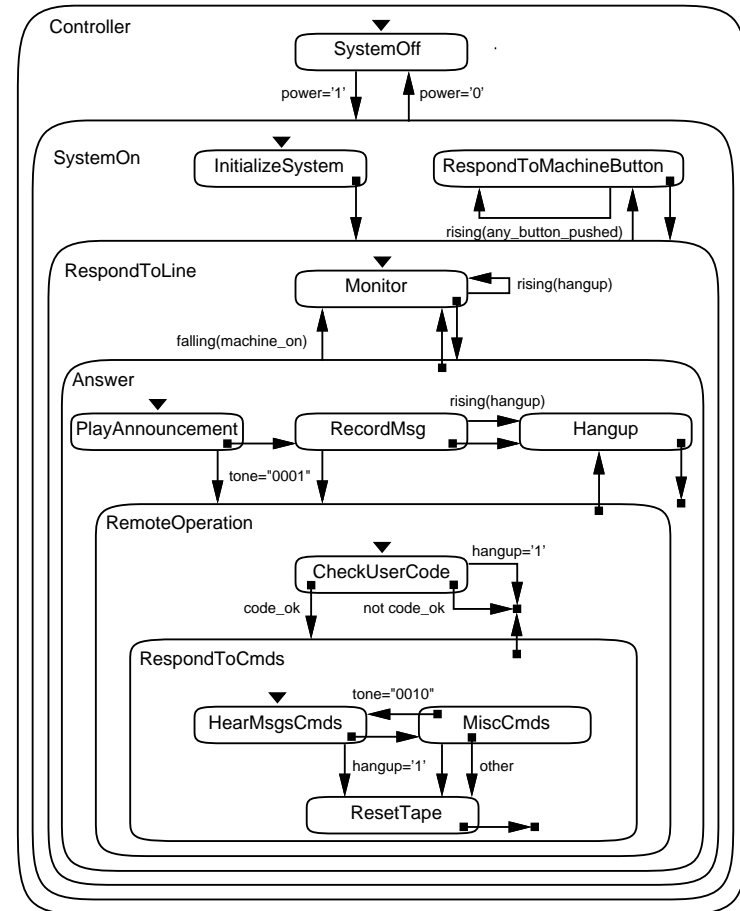 Controller
SystemOff
power='1'
power='0'
SystemOn
InitializeSystem
RespondToMachineButton
rising(any_button_pushed)
RespondToLine
Monitor
rising(hangup)
falling(machine_on)
Answer
rising(hangup)
PlayAnnouncement
RecordMsg
Hangup
tone="0001"
RemoteOperation
hangup='1'
CheckUserCode
code_ok
not code_ok
RespondToCmds
tone="0010"
HearMsgsCmds
MiscCmds
hangup='1'
other
ResetTape